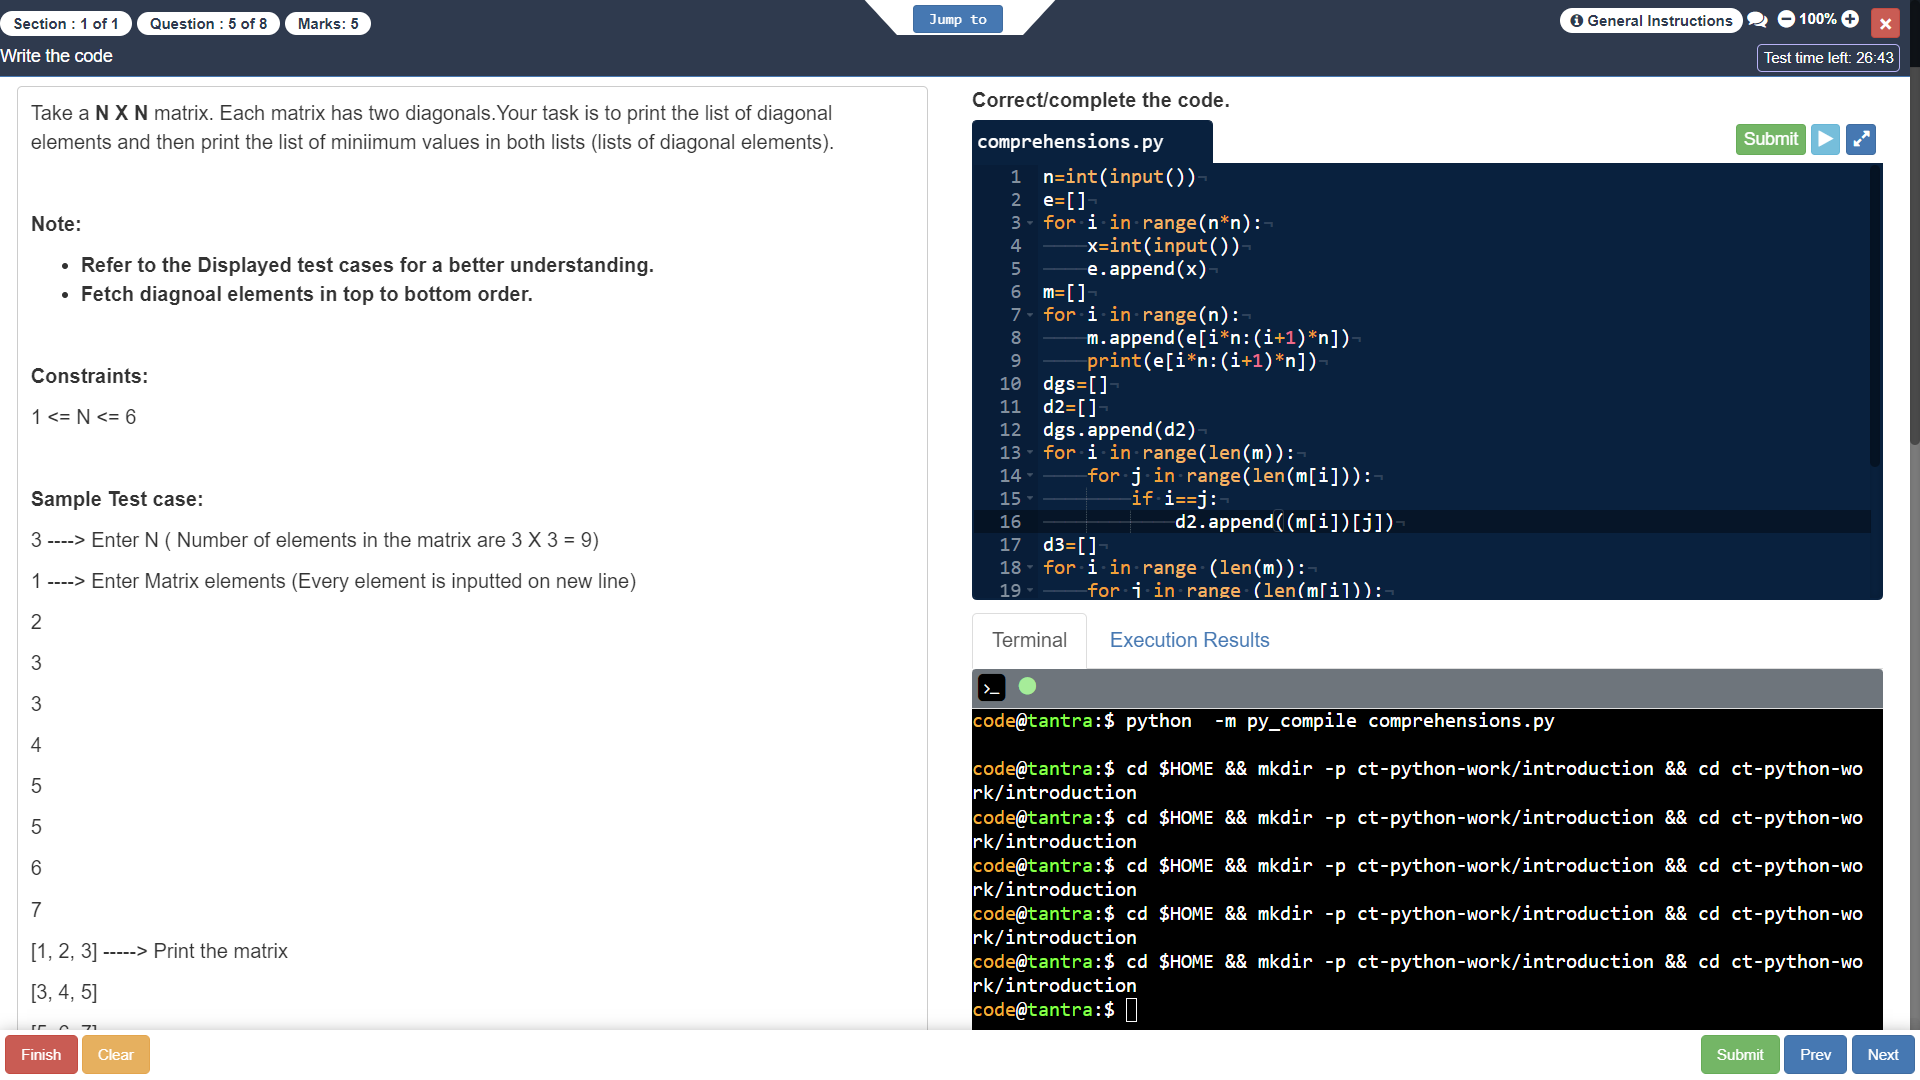 Section : 1 of 1
Question : 5 of 8
Marks: 5
Jump to
General Instructions
100%
Write the code
Test time left: 26:43
Take a N X N matrix. Each matrix has two diagonals.Your task is to print the list of diagonal
elements and then print the list of miniimum values in both lists (lists of diagonal elements).
Note:
• Refer to the Displayed test cases for a better understanding.
• Fetch diagnoal elements in top to bottom order.
Constraints:
1 <= N <= 6
Sample Test case:
3 ----> Enter N ( Number of elements in the matrix are 3 X 3 = 9)
1 ----> Enter Matrix elements (Every element is inputted on new line)
2
3
3
4
5
5
6
7
[1, 2, 3] -----> Print the matrix
[3, 4, 5]
[5, 6, 7]
Correct/complete the code.
comprehensions.py
Submit
1 n=int(input())
2 e=[]
3 for i in range(n*n):
4 x=int(input())
5 e.append(x)
6 m=[]
7 for i in range(n):
8 m.append(e[i*n:(i+1)*n])
9 print(e[i*n:(i+1)*n])
10 dgs=[]
11 d2=[]
12 dgs.append(d2)
13 for i in range(len(m)):
14 for j in range(len(m[i])):
15 if i==j:
16 d2.append((m[i])[j])
17 d3=[]
18 for i in range (len(m)):
19 for j in range (len(m[i])):
Terminal
Execution Results
code@tantra:$ python  -m py_compile comprehensions.py
code@tantra:$ cd $HOME && mkdir -p ct-python-work/introduction && cd ct-python-wo
rk/introduction
code@tantra:$ cd $HOME && mkdir -p ct-python-work/introduction && cd ct-python-wo
rk/introduction
code@tantra:$ cd $HOME && mkdir -p ct-python-work/introduction && cd ct-python-wo
rk/introduction
code@tantra:$ cd $HOME && mkdir -p ct-python-work/introduction && cd ct-python-wo
rk/introduction
code@tantra:$ cd $HOME && mkdir -p ct-python-work/introduction && cd ct-python-wo
rk/introduction
code@tantra:$
Finish
Clear
Submit
Prev
Next